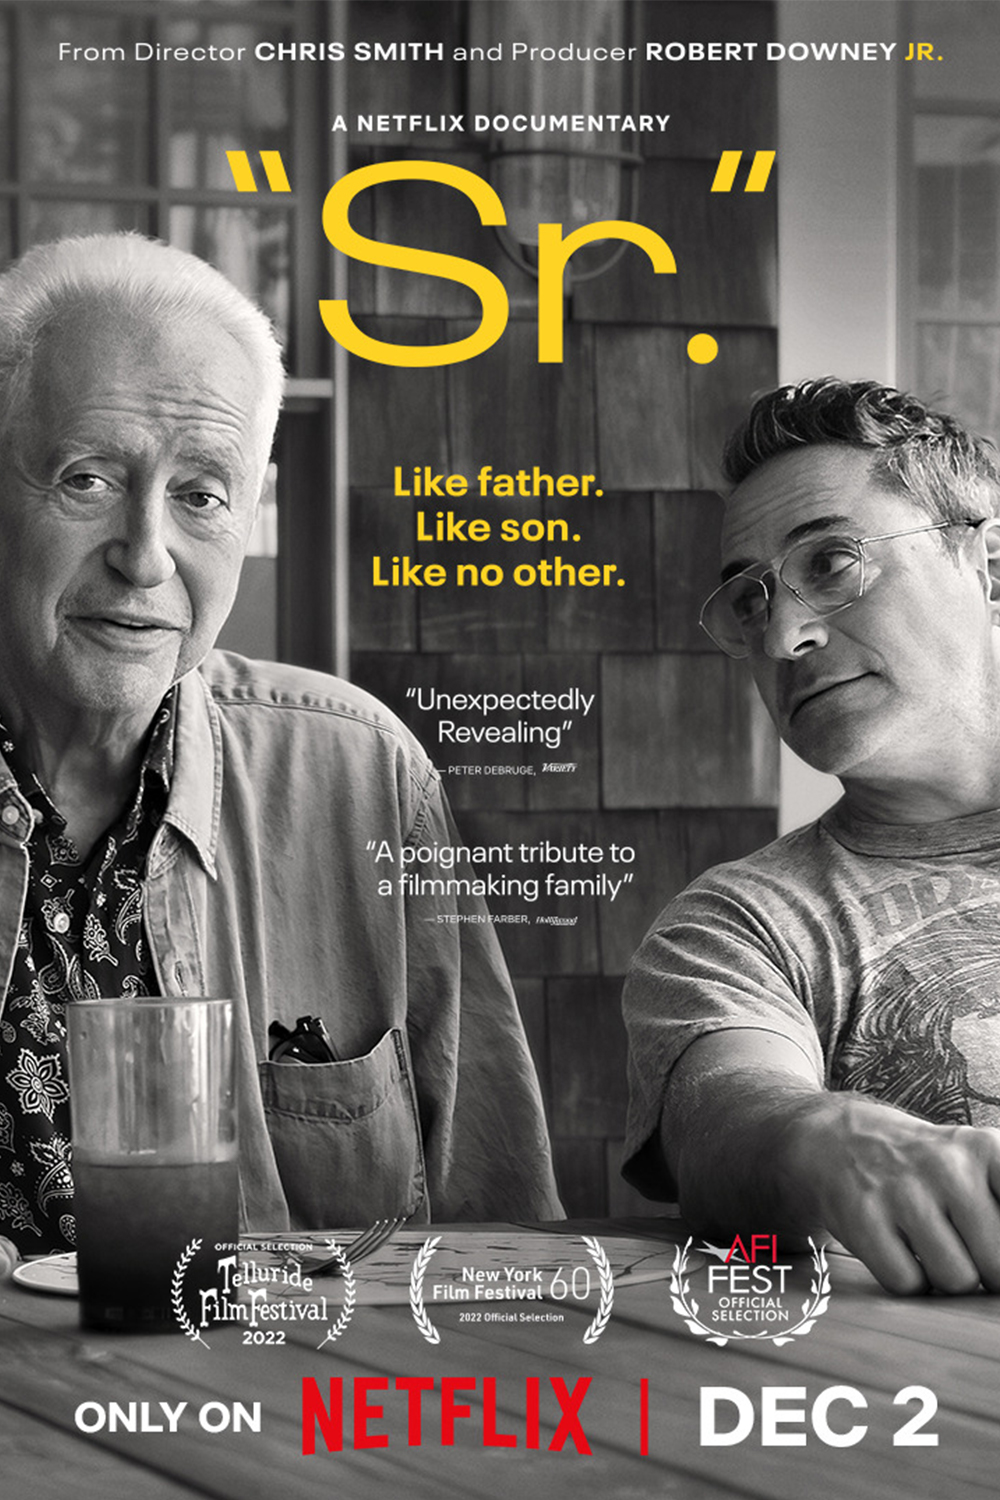 From Director CHRIS SMITH and Producer ROBERT DOWNEY JR.
A NETFLIX DOCUMENTARY
"Sr."
Like father.
Like son.
Like no other.
“Unexpectedly
Revealing”
— PETER DEBRUGE, VARIETY
“A poignant tribute to
a filmmaking family”
— STEPHEN FARBER, Hollywood
OFFICIAL SELECTION
Telluride
Film Festival
2022
New York
Film Festival 60
2022 Official Selection
AFI
FEST
OFFICIAL
SELECTION
ONLY ON NETFLIX | DEC 2